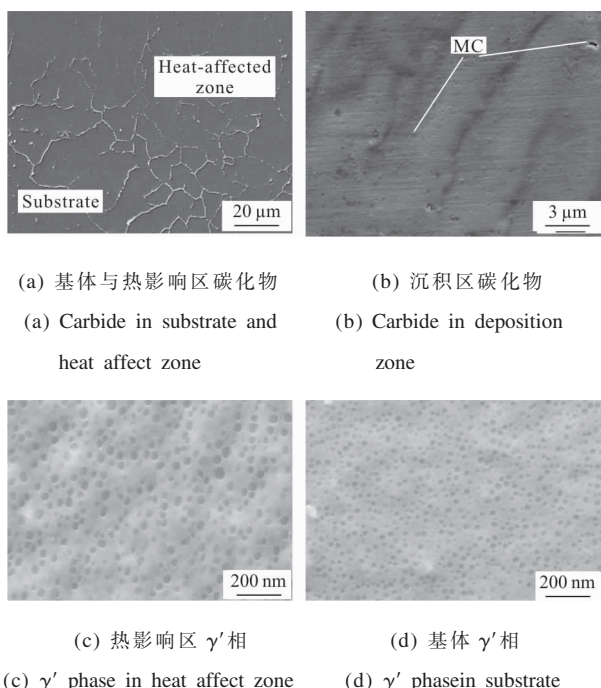 Heat-affected
zone
Substrate
20 μm
MC
3 μm
(a) 基体与热影响区碳化物
(a) Carbide in substrate and
heat affect zone
(b) 沉积区碳化物
(b) Carbide in deposition
zone
200 nm
200 nm
(c) 热影响区 γ′相
(c) γ′ phase in heat affect zone
(d) 基体 γ′相
(d) γ′ phasein substrate